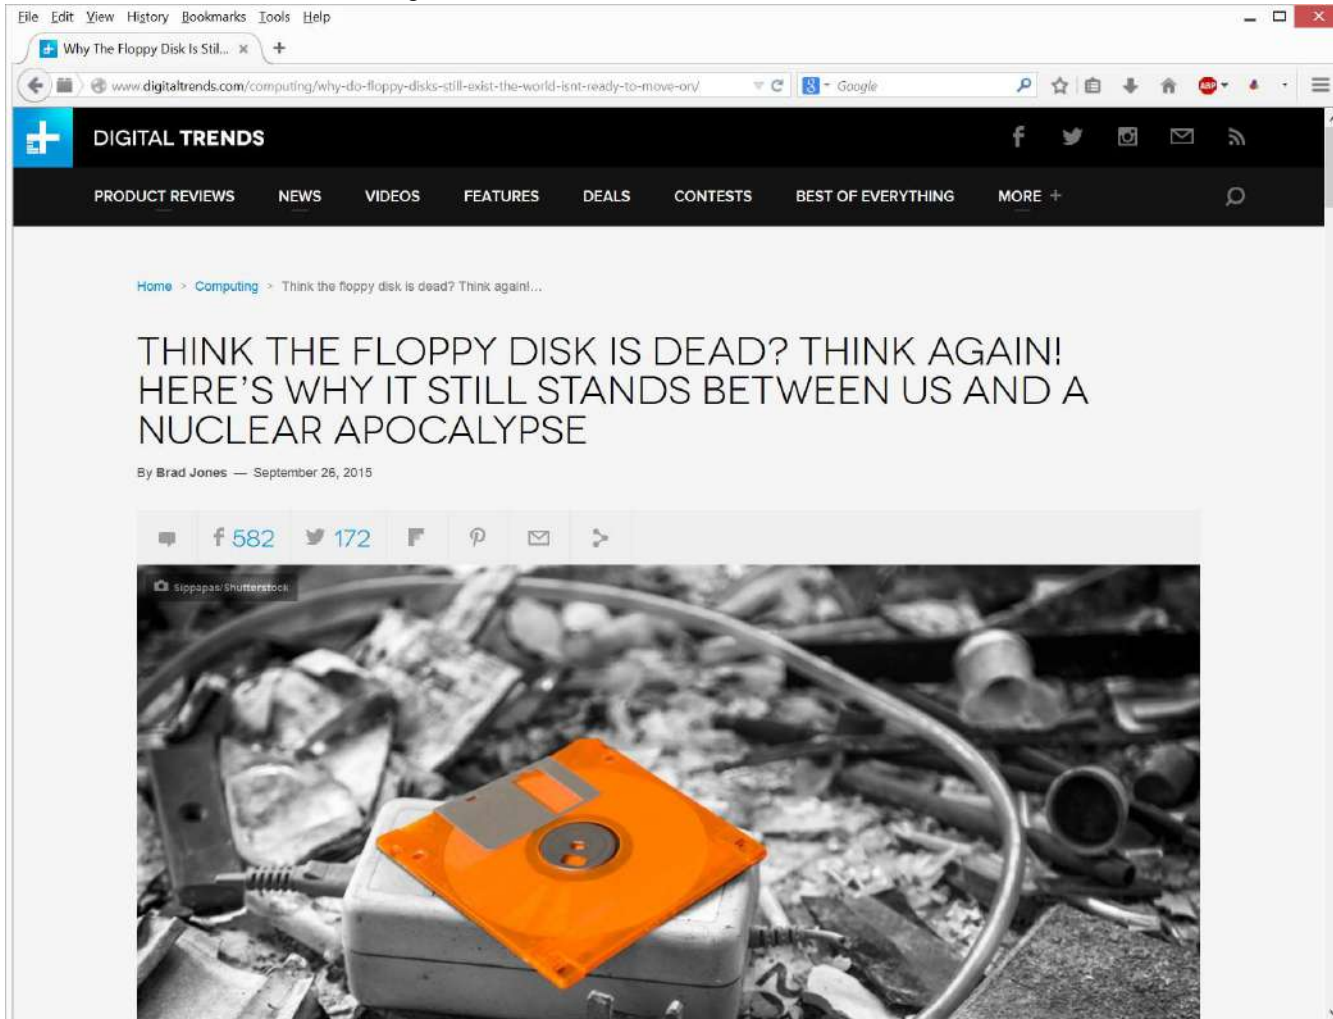 File Edit View History Bookmarks Tools Help
Why The Floppy Disk Is Stil...
www.digitaltrends.com/computing/why-do-floppy-disks-still-exist-the-world-isnt-ready-to-move-on/
Google
ABP
DIGITAL TRENDS
PRODUCT REVIEWS NEWS VIDEOS FEATURES DEALS CONTESTS BEST OF EVERYTHING MORE +
Home > Computing > Think the floppy disk is dead? Think again!...
THINK THE FLOPPY DISK IS DEAD? THINK AGAIN!
HERE'S WHY IT STILL STANDS BETWEEN US AND A
NUCLEAR APOCALYPSE
By Brad Jones — September 26, 2015
582 172
Sippapas/Shutterstock